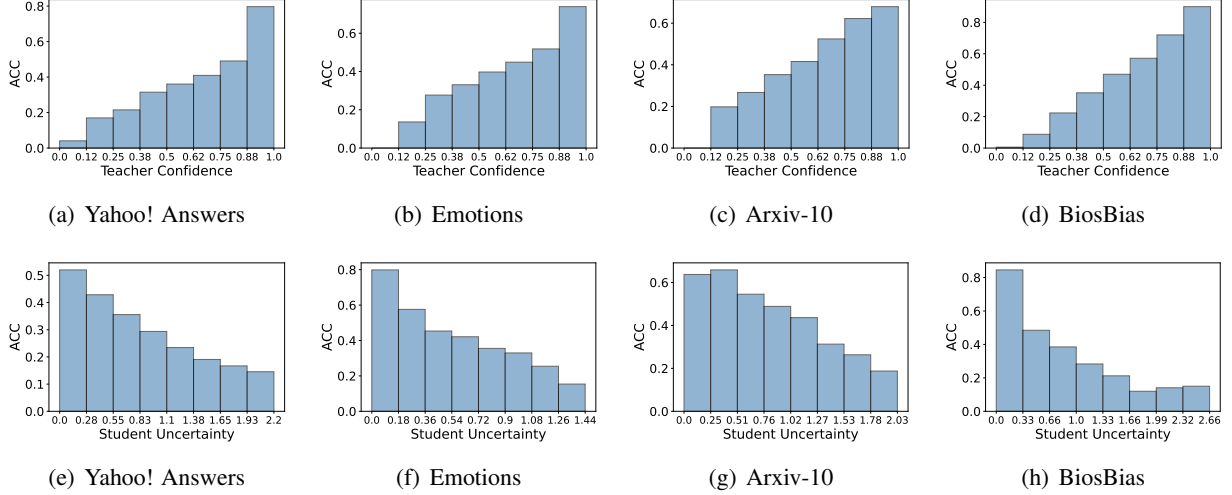 0.8
0.6
0.4
0.2
0.0
ACC
0.0 0.12 0.25 0.38 0.5 0.62 0.75 0.88 1.0
Teacher Confidence
(a) Yahoo! Answers
0.6
0.4
0.2
0.0
ACC
0.0 0.12 0.25 0.38 0.5 0.62 0.75 0.88 1.0
Teacher Confidence
(b) Emotions
0.6
0.4
0.2
0.0
ACC
0.0 0.12 0.25 0.38 0.5 0.62 0.75 0.88 1.0
Teacher Confidence
(c) Arxiv-10
0.8
0.6
0.4
0.2
0.0
ACC
0.0 0.12 0.25 0.38 0.5 0.62 0.75 0.88 1.0
Teacher Confidence
(d) BiosBias
0.5
0.4
0.3
0.2
0.1
0.0
ACC
0.0 0.28 0.55 0.83 1.1 1.38 1.65 1.93 2.2
Student Uncertainty
(e) Yahoo! Answers
0.8
0.6
0.4
0.2
0.0
ACC
0.0 0.18 0.36 0.54 0.72 0.9 1.08 1.26 1.44
Student Uncertainty
(f) Emotions
0.6
0.4
0.2
0.0
ACC
0.0 0.25 0.51 0.76 1.02 1.27 1.53 1.78 2.03
Student Uncertainty
(g) Arxiv-10
0.8
0.6
0.4
0.2
0.0
ACC
0.0 0.33 0.66 1.0 1.33 1.66 1.99 2.32 2.66
Student Uncertainty
(h) BiosBias